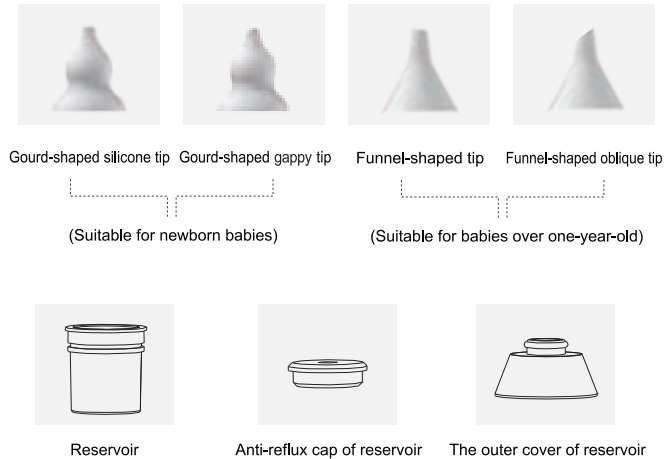 Gourd-shaped silicone tip Gourd-shaped gappy tip Funnel-shaped tip Funnel-shaped oblique tip
(Suitable for newborn babies) (Suitable for babies over one-year-old)
Reservoir Anti-reflux cap of reservoir The outer cover of reservoir